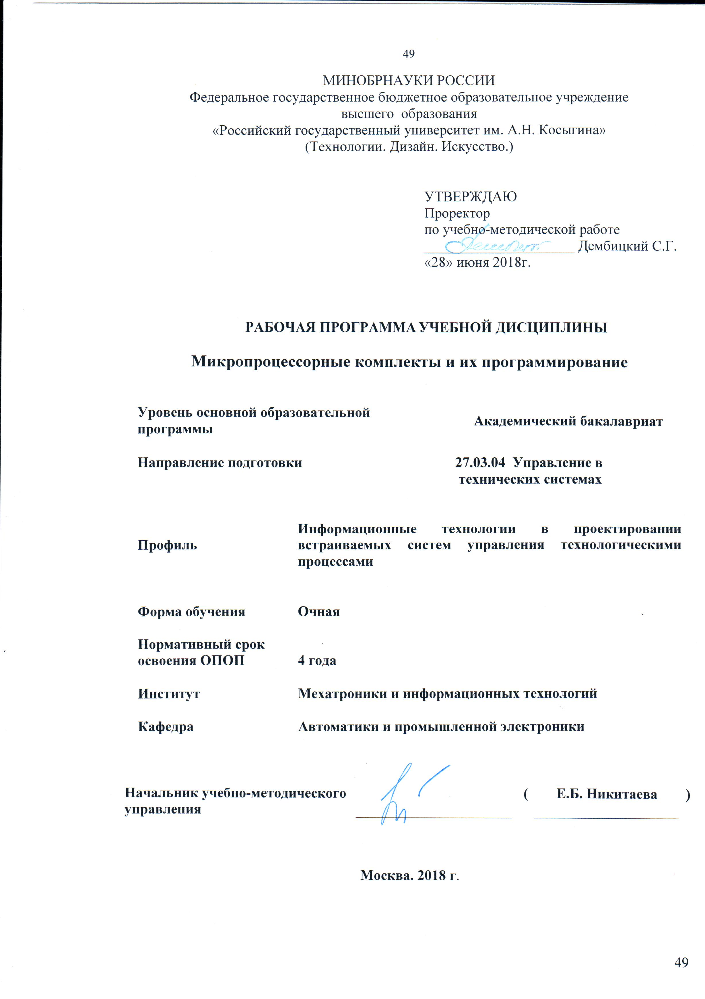 49
МИНОБРНАУКИ РОССИИ
Федеральное государственное бюджетное образовательное учреждение
высшего образования
«Российский государственный университет им. А.Н. Косыгина»
(Технологии. Дизайн. Искусство.)
УТВЕРЖДАЮ
Проректор
по учебно-методической работе
Дембицкий С.Г.
«28» июня 2018г.
РАБОЧАЯ ПРОГРАММА УЧЕБНОЙ ДИСЦИПЛИНЫ
Микропроцессорные комплекты и их программирование
Уровень основной образовательной
программы
Академический бакалавриат
Направление подготовки
27.03.04 Управление в
технических системах
Профиль
Информационные технологии в проектировании
встраиваемых систем управления технологическими
процессами
Форма обучения
Очная
Нормативный срок
освоения ОПОП
4 года
Институт
Мехатроники и информационных технологий
Кафедра
Автоматики и промышленной электроники
Начальник учебно-методического
управления
( Е.Б. Никитаева )
Москва. 2018 г.
49